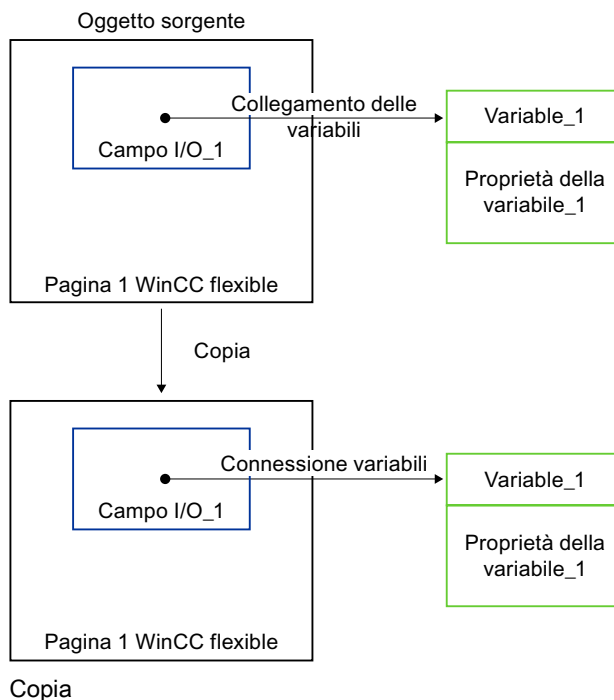 Oggetto sorgente
Collegamento delle
variabili
Campo I/O_1
Variable_1
Proprietà della
variabile_1
Pagina 1 WinCC flexible
Copia
Connessione variabili
Campo I/O_1
Variable_1
Proprietà della
variabile_1
Pagina 1 WinCC flexible
Copia